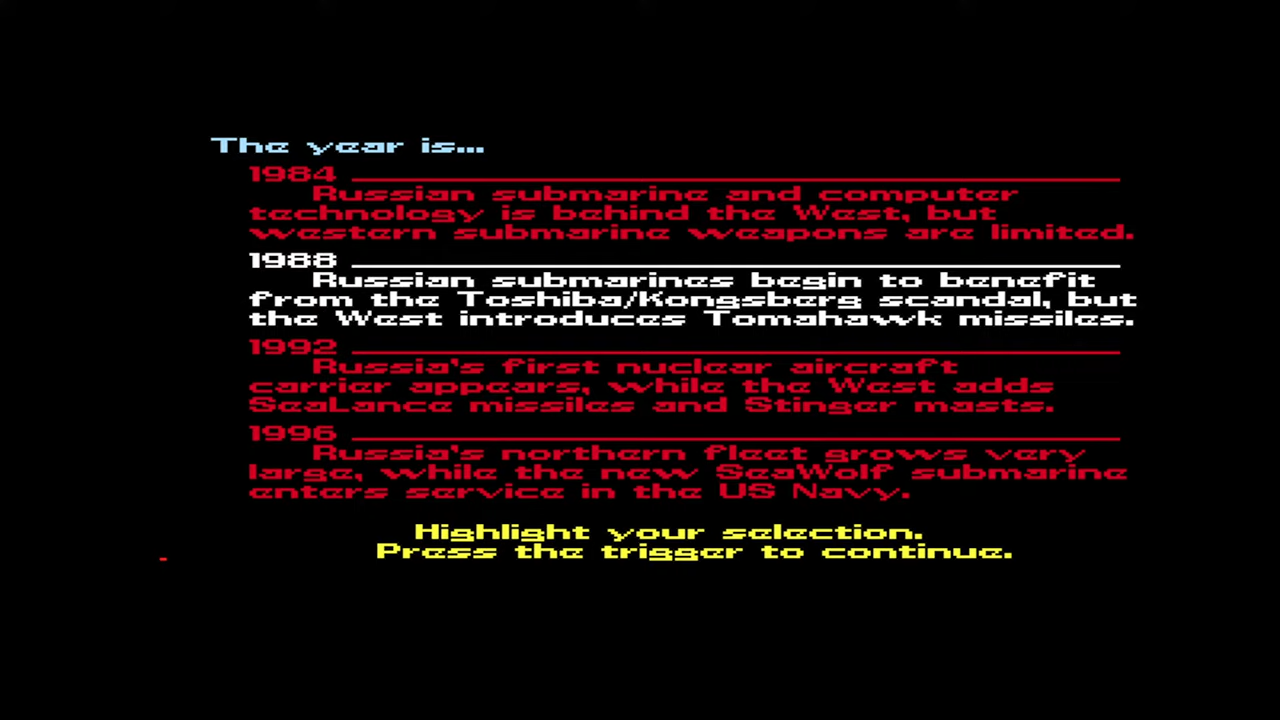 The year is...
1984
Russian submarine and computer
technology is behind the West, but
western submarine weapons are limited.
1988
Russian submarines begin to benefit
from the Toshiba/Kongsberg scandal, but
the West introduces Tomahawk missiles.
1992
Russia's first nuclear aircraft
carrier appears, while the West adds
SeaLance missiles and Stinger masts.
1996
Russia's northern fleet grows very
large, while the new SeaWolf submarine
enters service in the US Navy.
Highlight your selection.
Press the trigger to continue.